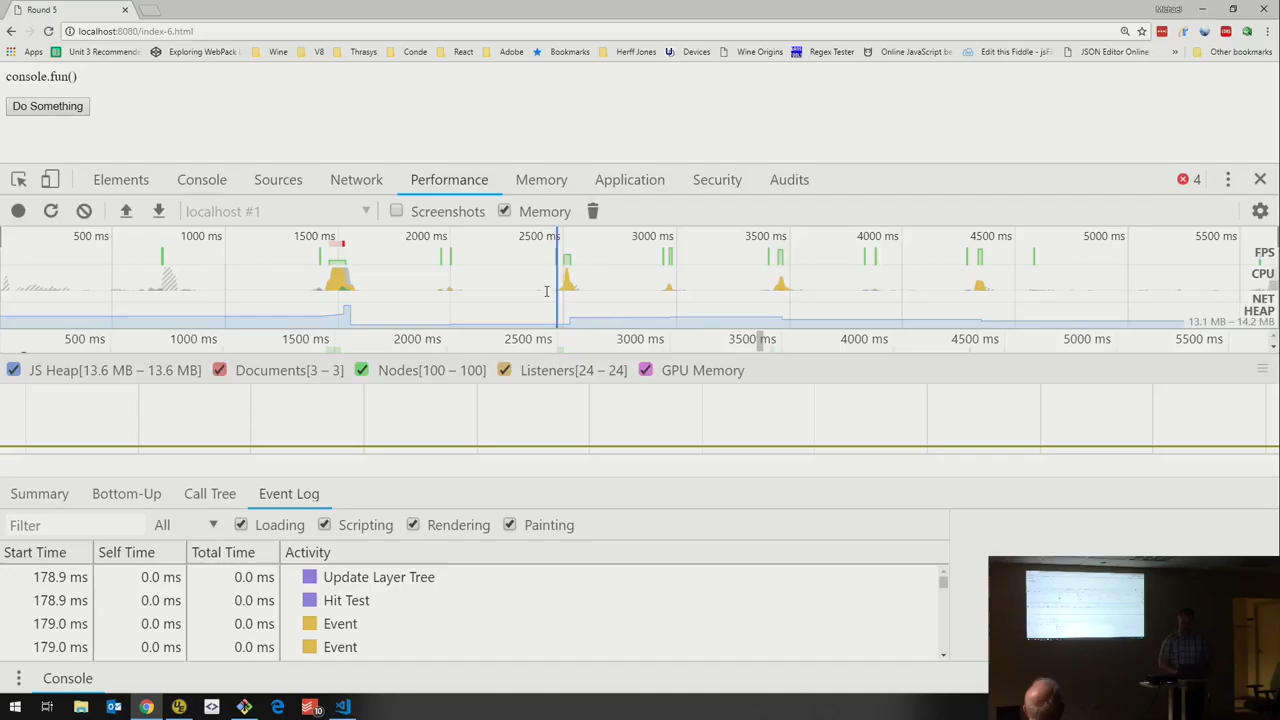 Round 5
Michael
localhost:8080/index-6.html
Apps Unit 3 Recommende Exploring WebPack Wine V8 Thrasys Conde React Adobe Bookmarks Herff Jones Devices Wine Origins Regex Tester Online JavaScript be Edit this Fiddle - jsFi JSON Editor Online » Other bookmarks
console.fun()
Do Something
Elements Console Sources Network Performance Memory Application Security Audits 4
localhost #1 Screenshots Memory
500 ms 1000 ms 1500 ms 2000 ms 2500 ms 3000 ms 3500 ms 4000 ms 4500 ms 5000 ms 5500 ms
FPS
CPU
NET
HEAP
13.1 MB – 14.2 MB
500 ms 1000 ms 1500 ms 2000 ms 2500 ms 3000 ms 3500 ms 4000 ms 4500 ms 5000 ms 5500 ms
JS Heap[13.6 MB – 13.6 MB] Documents[3 – 3] Nodes[100 – 100] Listeners[24 – 24] GPU Memory
Summary Bottom-Up Call Tree Event Log
Filter All Loading Scripting Rendering Painting
Start Time Self Time Total Time Activity
178.9 ms 0.0 ms 0.0 ms Update Layer Tree
178.9 ms 0.0 ms 0.0 ms Hit Test
179.0 ms 0.0 ms 0.0 ms Event
179.0 ms 0.0 ms 0.0 ms Event
Console
10